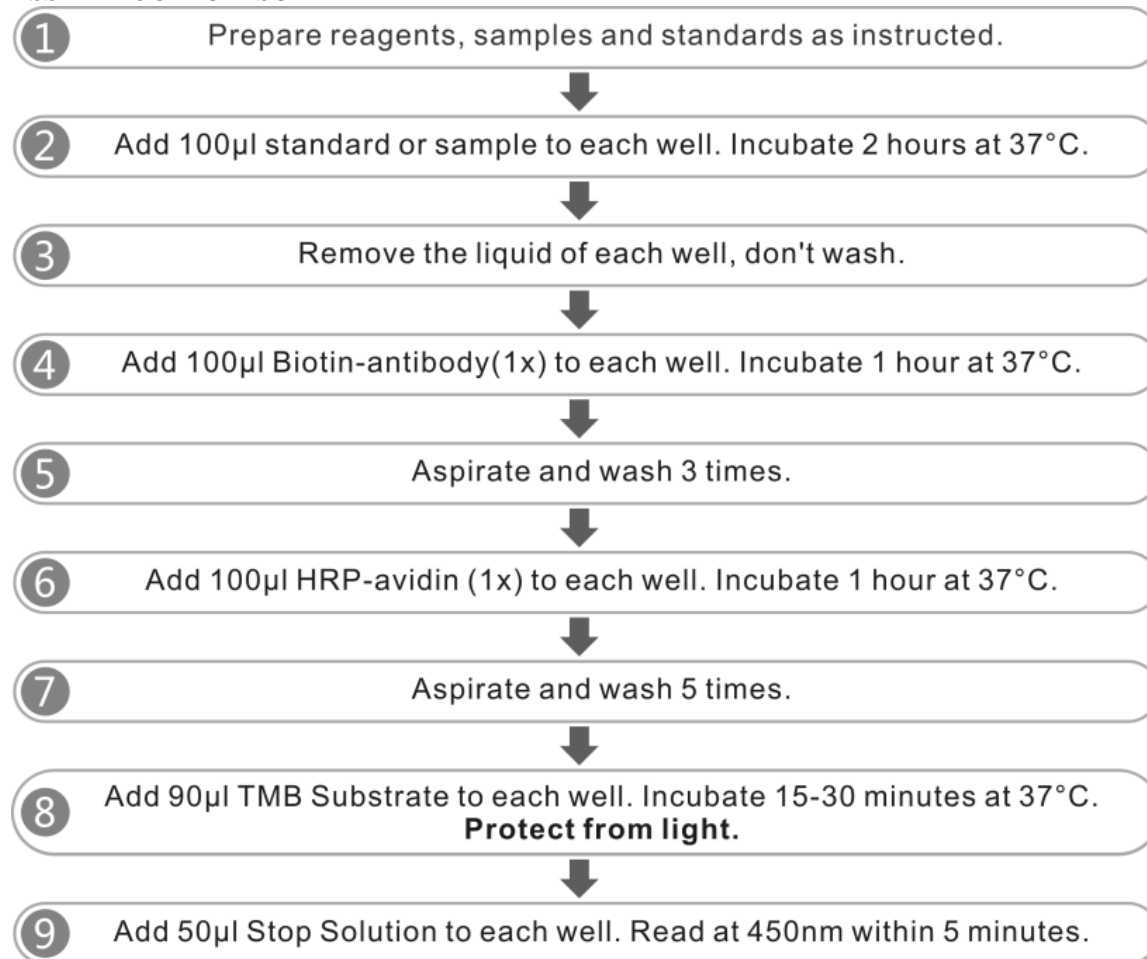 1 Prepare reagents, samples and standards as instructed.
2 Add 100µl standard or sample to each well. Incubate 2 hours at 37°C.
3 Remove the liquid of each well, don't wash.
4 Add 100µl Biotin-antibody(1x) to each well. Incubate 1 hour at 37°C.
5 Aspirate and wash 3 times.
6 Add 100µl HRP-avidin (1x) to each well. Incubate 1 hour at 37°C.
7 Aspirate and wash 5 times.
8 Add 90µl TMB Substrate to each well. Incubate 15-30 minutes at 37°C.
Protect from light.
9 Add 50µl Stop Solution to each well. Read at 450nm within 5 minutes.